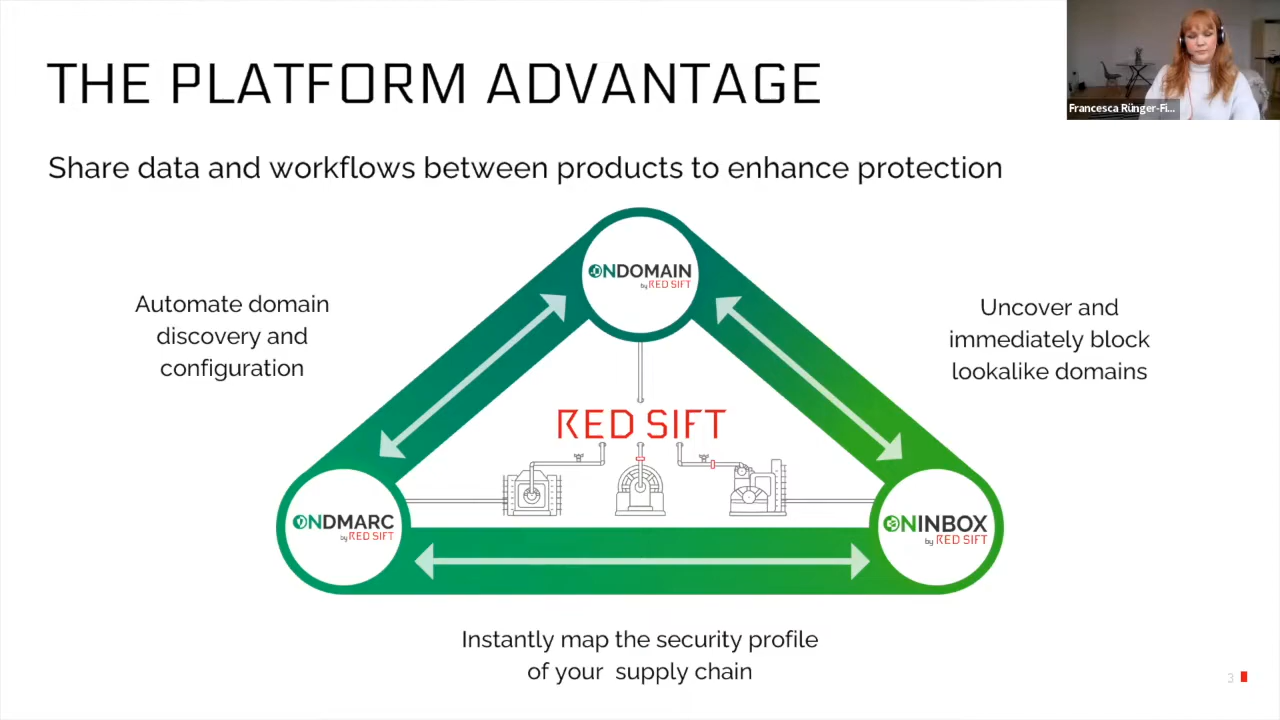 THE PLATFORM ADVANTAGE
Francesca Rünger-Fi...
Share data and workflows between products to enhance protection
ONDOMAIN
by RED SIFT
Automate domain
discovery and
configuration
Uncover and
immediately block
lookalike domains
RED SIFT
ONDMARC
by RED SIFT
ONINBOX
by RED SIFT
Instantly map the security profile
of your supply chain
3